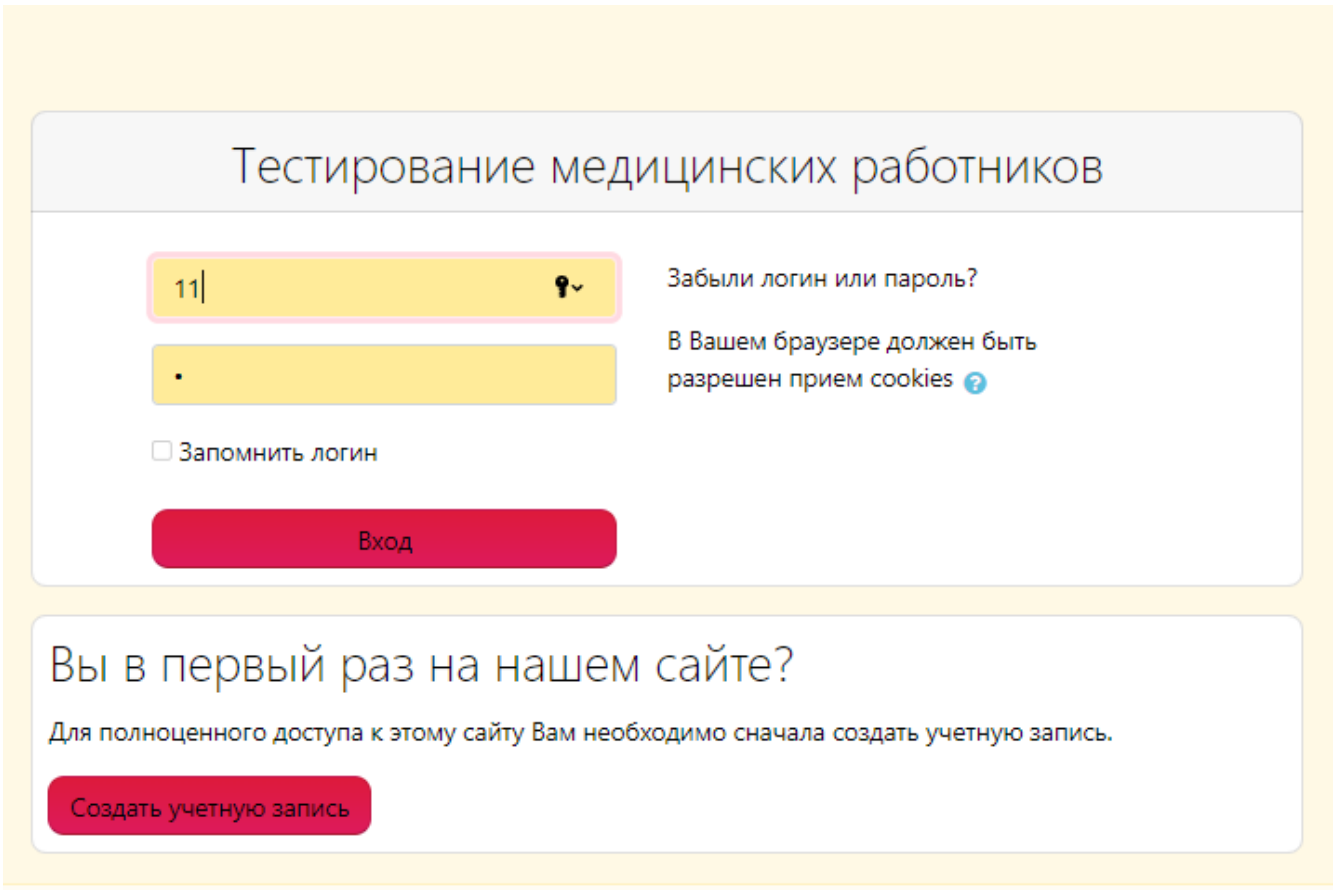 Тестирование медицинских работников
11
Забыли логин или пароль?
В Вашем браузере должен быть
разрешен прием cookies
Запомнить логин
Вход
Вы в первый раз на нашем сайте?
Для полноценного доступа к этому сайту Вам необходимо сначала создать учетную запись.
Создать учетную запись